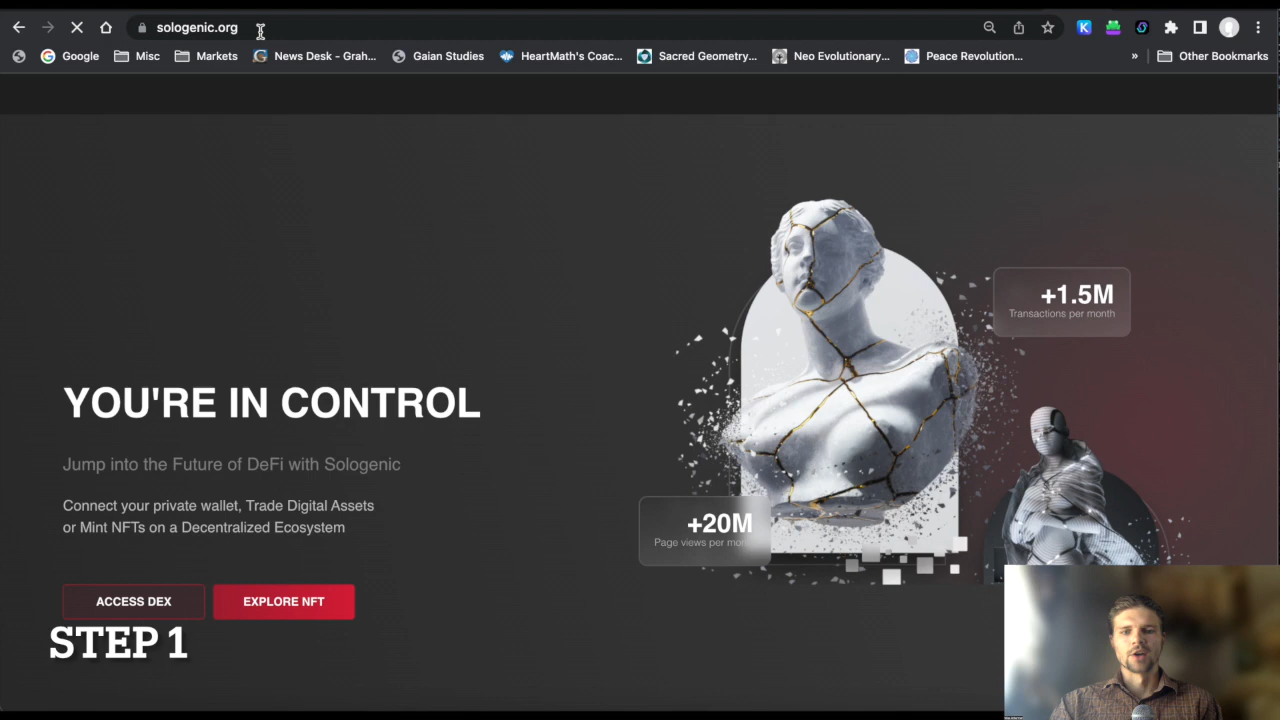 sologenic.org
Google
Misc
Markets
News Desk - Grah...
Gaian Studies
HeartMath's Coac...
Sacred Geometry...
Neo Evolutionary...
Peace Revolution...
»
Other Bookmarks
+1.5M
Transactions per month
YOU'RE IN CONTROL
Jump into the Future of DeFi with Sologenic
Connect your private wallet, Trade Digital Assets
or Mint NFTs on a Decentralized Ecosystem
+20M
Page views per month
ACCESS DEX
EXPLORE NFT
STEP 1